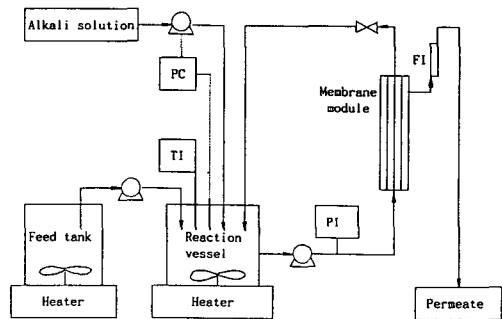 Alkali solution
PC
FI
Membrane
module
TI
PI
Feed tank
Reaction
vessel
Heater
Heater
Permeate